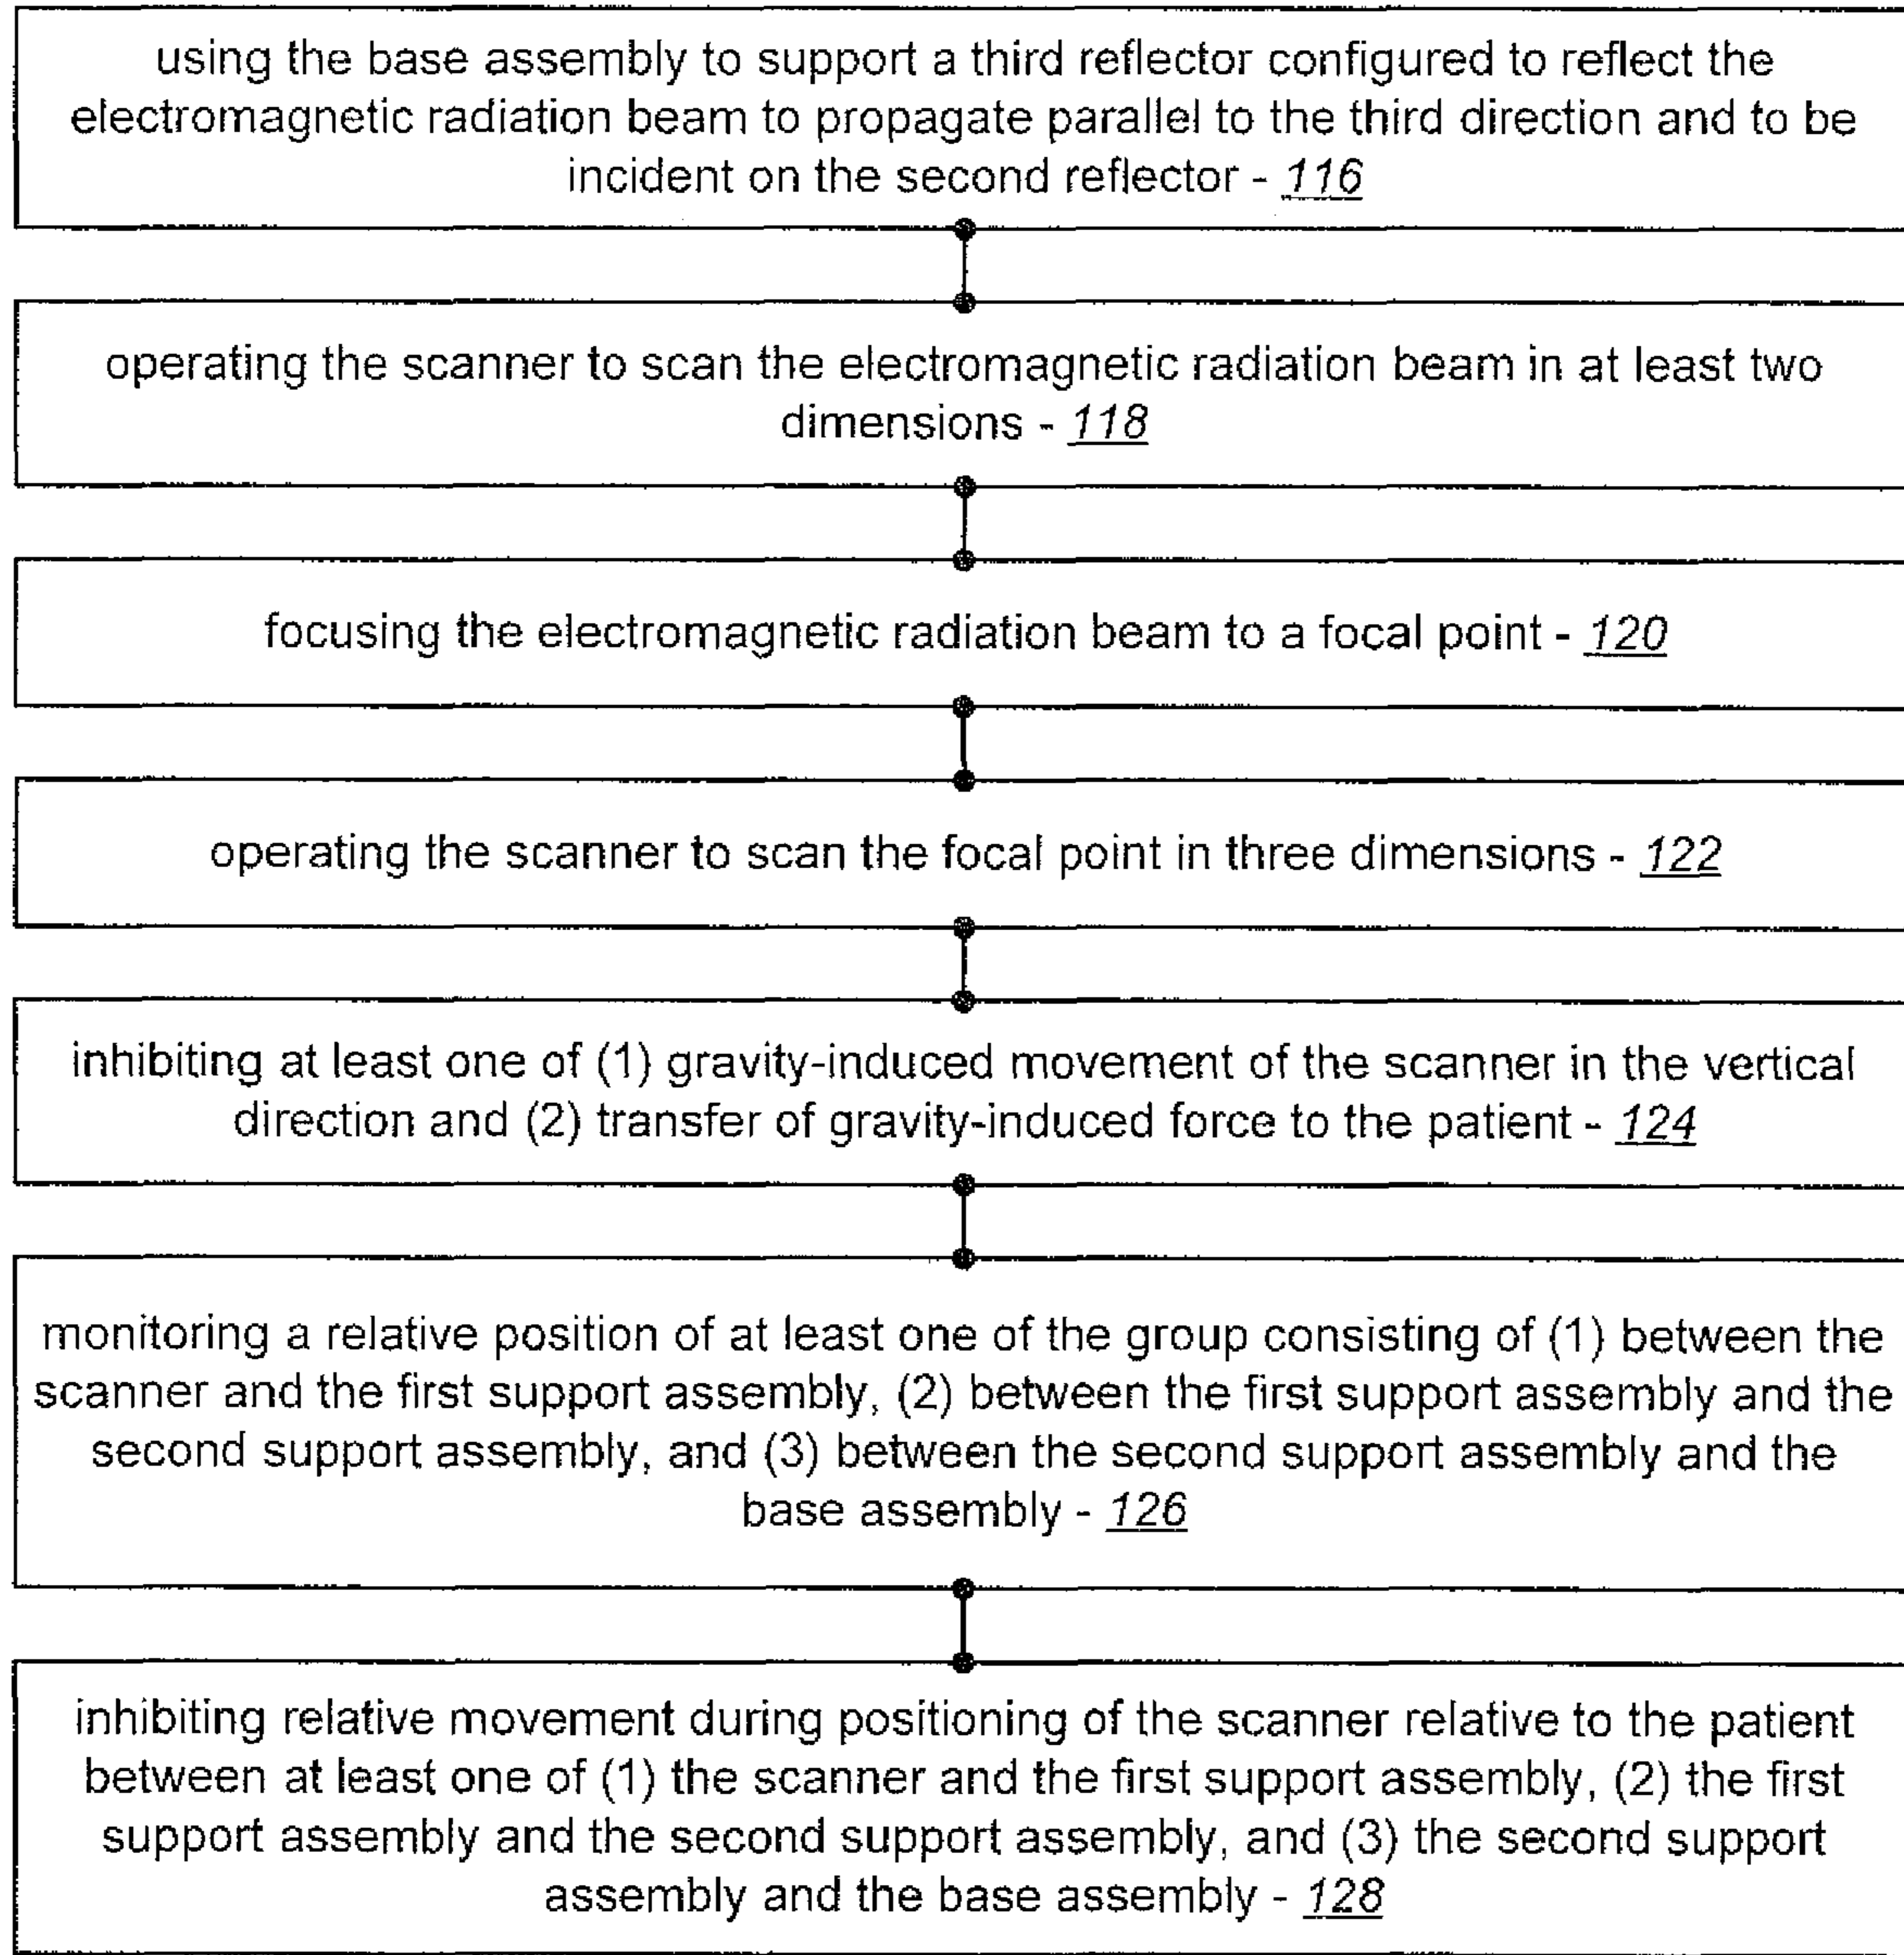 using the base assembly to support a third reflector configured to reflect the
electromagnetic radiation beam to propagate parallel to the third direction and to be
incident on the second reflector - 116
operating the scanner to scan the electromagnetic radiation beam in at least two
dimensions - 118
focusing the electromagnetic radiation beam to a focal point - 120
operating the scanner to scan the focal point in three dimensions - 122
inhibiting at least one of (1) gravity-induced movement of the scanner in the vertical
direction and (2) transfer of gravity-induced force to the patient - 124
monitoring a relative position of at least one of the group consisting of (1) between the
scanner and the first support assembly, (2) between the first support assembly and the
second support assembly, and (3) between the second support assembly and the
base assembly - 126
inhibiting relative movement during positioning of the scanner relative to the patient
between at least one of (1) the scanner and the first support assembly, (2) the first
support assembly and the second support assembly, and (3) the second support
assembly and the base assembly - 128